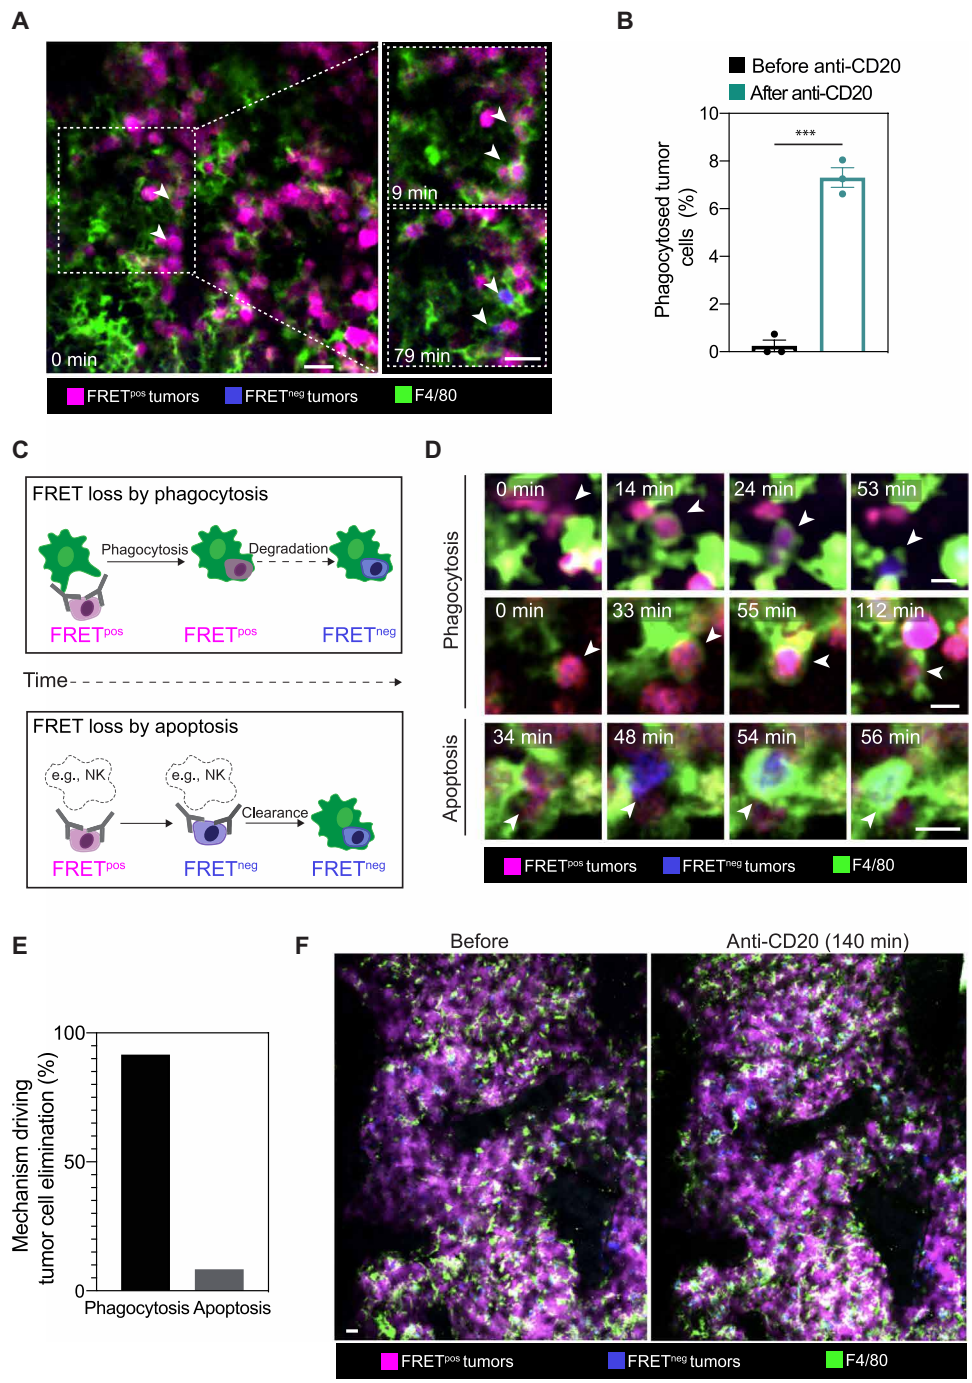 A
0 min
9 min
79 min
FRETpos tumors FRETneg tumors F4/80
B
Before anti-CD20
After anti-CD20
***
Phagocytosed tumor
cells (%)
10
8
6
4
2
0
C
FRET loss by phagocytosis
Phagocytosis Degradation
FRETpos FRETpos FRETneg
Time
FRET loss by apoptosis
e.g., NK e.g., NK
Clearance
FRETpos FRETneg FRETneg
D
Phagocytosis
0 min 14 min 24 min 53 min
0 min 33 min 55 min 112 min
Apoptosis
34 min 48 min 54 min 56 min
FRETpos tumors FRETneg tumors F4/80
E
Mechanism driving
tumor cell elimination (%)
100
50
0
Phagocytosis Apoptosis
F
Before Anti-CD20 (140 min)
FRETpos tumors FRETneg tumors F4/80